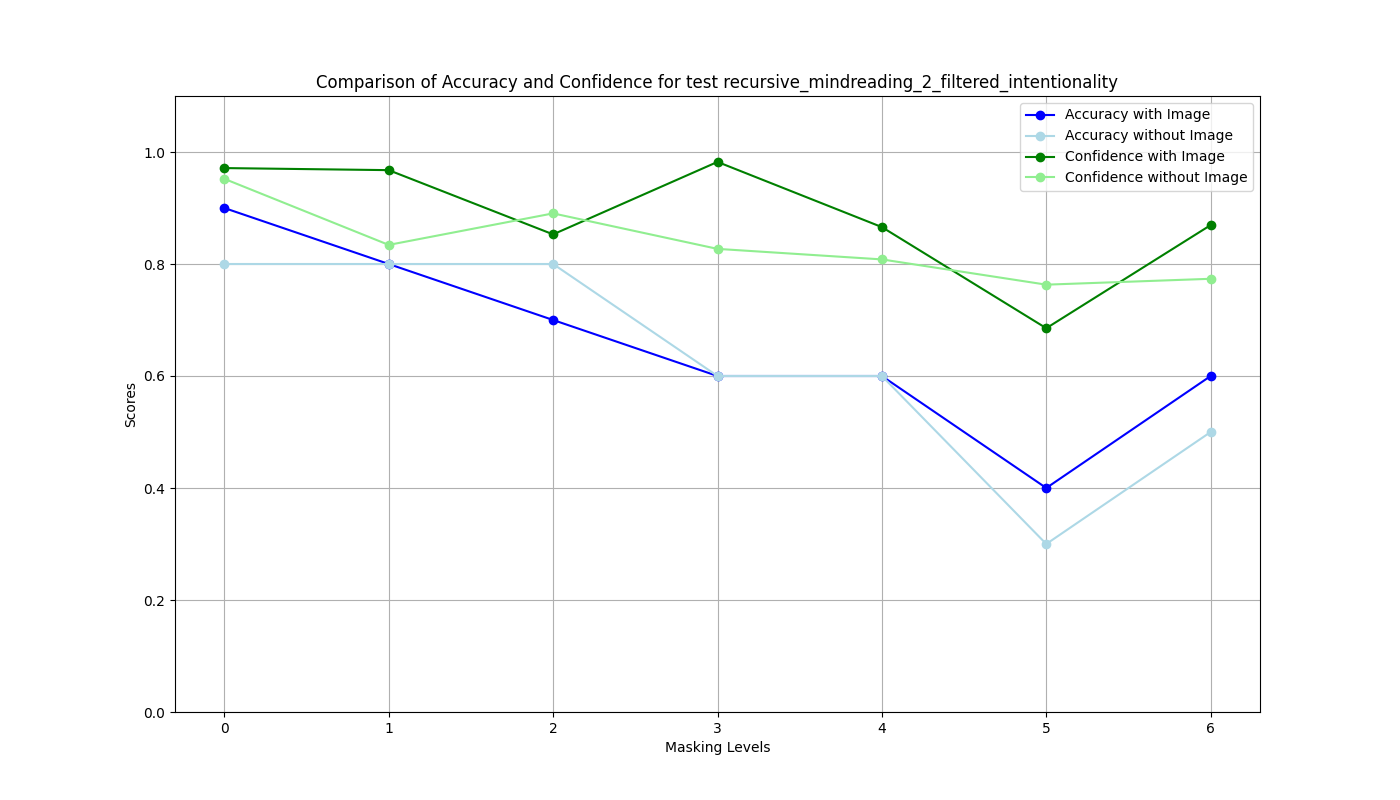 Comparison of Accuracy and Confidence for test recursive_mindreading_2_filtered_intentionality
Accuracy with Image
Accuracy without Image
Confidence with Image
Confidence without Image
Scores
1.0
0.8
0.6
0.4
0.2
0.0
0 1 2 3 4 5 6
Masking Levels